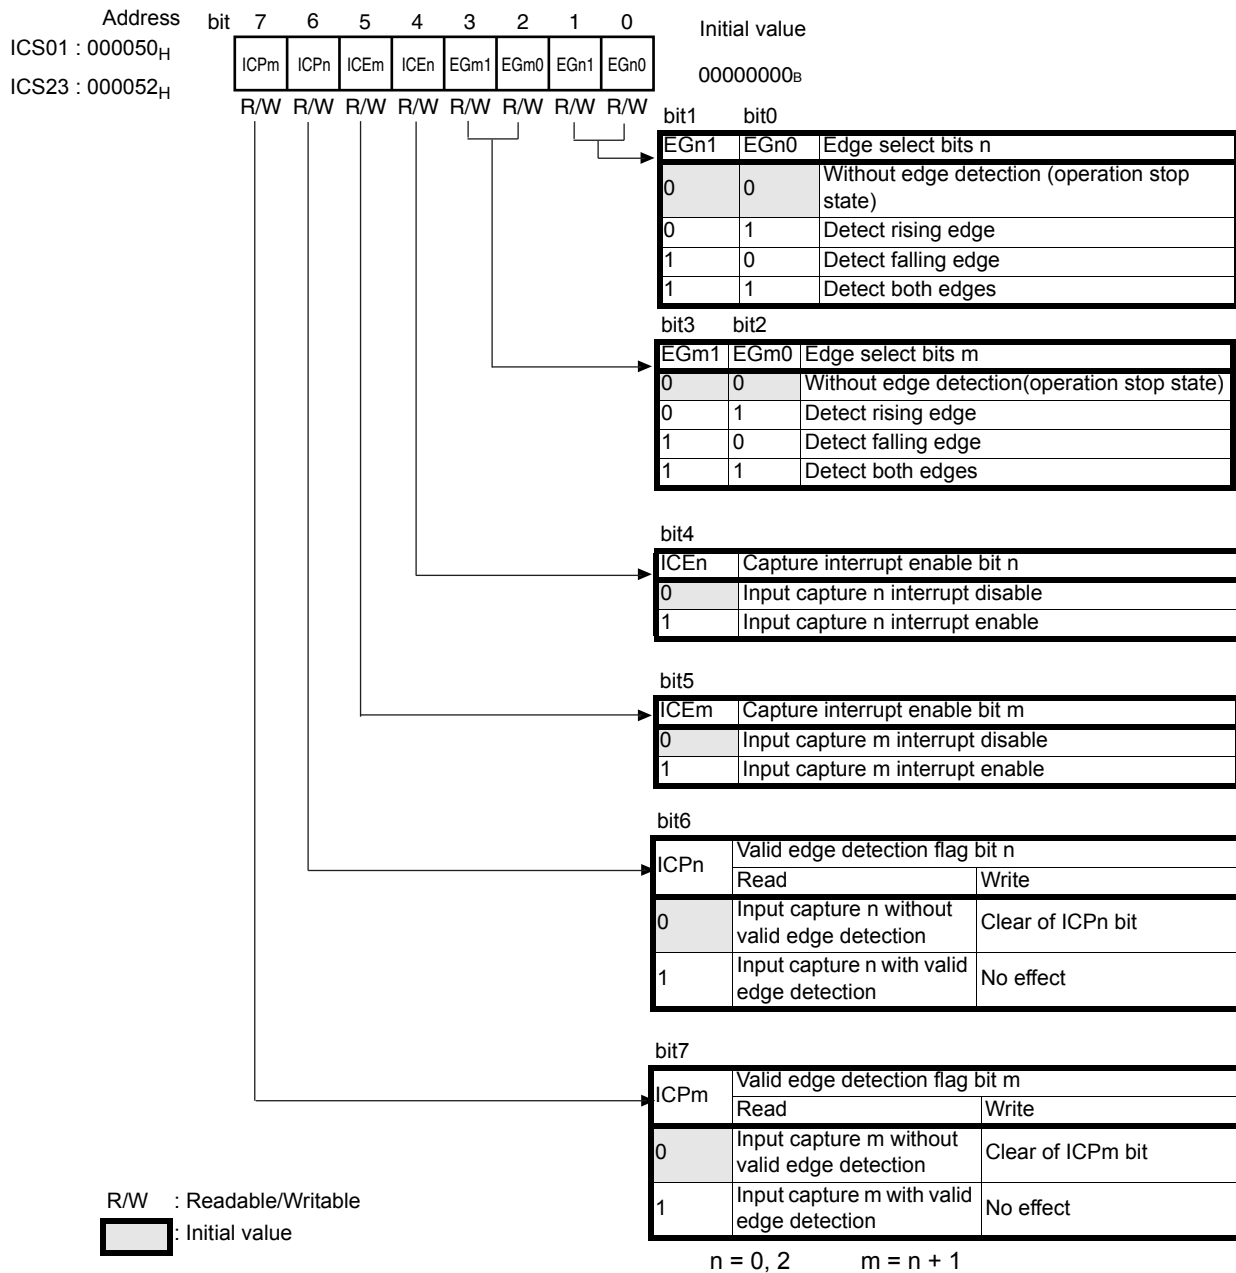 Address bit 7 6 5 4 3 2 1 0 Initial value
ICS01 : 000050H
ICPm ICPn ICEm ICEn EGm1 EGm0 EGn1 EGn0
00000000B
ICS23 : 000052H
R/W R/W R/W R/W R/W R/W R/W R/W
bit1 bit0
EGn1 EGn0 Edge select bits n
0 0 Without edge detection (operation stop
state)
0 1 Detect rising edge
1 0 Detect falling edge
1 1 Detect both edges
bit3 bit2
EGm1 EGm0 Edge select bits m
0 0 Without edge detection(operation stop state)
0 1 Detect rising edge
1 0 Detect falling edge
1 1 Detect both edges
bit4
ICEn Capture interrupt enable bit n
0 Input capture n interrupt disable
1 Input capture n interrupt enable
bit5
ICEm Capture interrupt enable bit m
0 Input capture m interrupt disable
1 Input capture m interrupt enable
bit6
ICPn Valid edge detection flag bit n
Read Write
0 Input capture n without
valid edge detection Clear of ICPn bit
1 Input capture n with valid
edge detection No effect
bit7
ICPm Valid edge detection flag bit m
Read Write
0 Input capture m without
valid edge detection Clear of ICPm bit
1 Input capture m with valid
edge detection No effect
R/W : Readable/Writable
: Initial value
n = 0, 2 m = n + 1